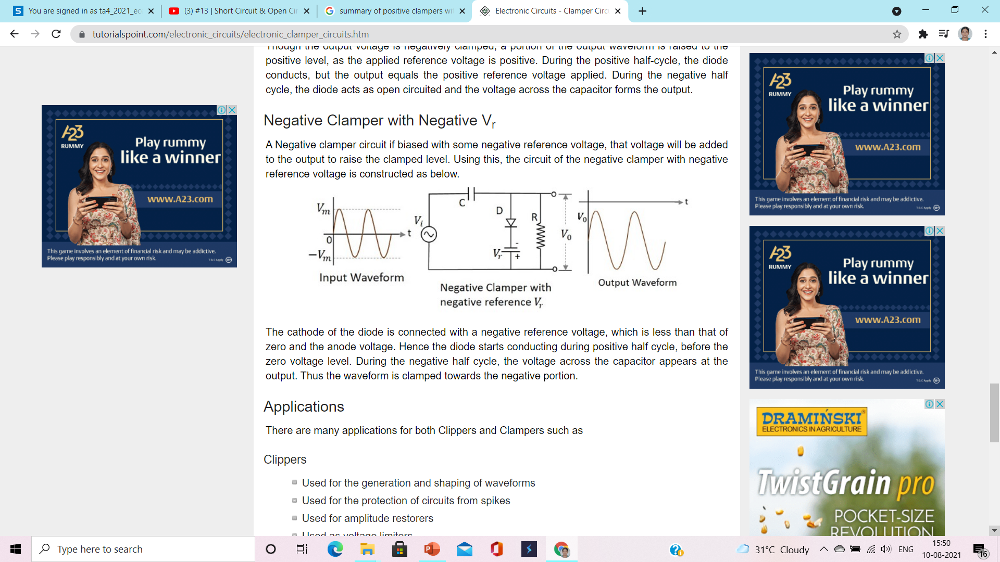 You are signed in as ta4_2021_ec
(3) #13 | Short Circuit & Open Ci
summary of positive clampers wi
Electronic Circuits - Clamper Circ
tutorialspoint.com/electronic_circuits/electronic_clamper_circuits.htm
Though the output voltage is negatively clamped, a portion of the output waveform is raised to the
positive level, as the applied reference voltage is positive. During the positive half-cycle, the diode
conducts, but the output equals the positive reference voltage applied. During the negative half
cycle, the diode acts as open circuited and the voltage across the capacitor forms the output.
Negative Clamper with Negative Vr
A Negative clamper circuit if biased with some negative reference voltage, that voltage will be added
to the output to raise the clamped level. Using this, the circuit of the negative clamper with negative
reference voltage is constructed as below.
Vm
0
−Vm
t
Input Waveform
Vi
C
D
R
Vr
-
+
V0
Negative Clamper with
negative reference Vr
V0
t
Output Waveform
The cathode of the diode is connected with a negative reference voltage, which is less than that of
zero and the anode voltage. Hence the diode starts conducting during positive half cycle, before the
zero voltage level. During the negative half cycle, the voltage across the capacitor appears at the
output. Thus the waveform is clamped towards the negative portion.
Applications
There are many applications for both Clippers and Clampers such as
Clippers
Used for the generation and shaping of waveforms
Used for the protection of circuits from spikes
Used for amplitude restorers
Used as voltage limiters
A23
RUMMY
Play rummy
like a winner
www.A23.com
This game involves an element of financial risk and may be addictive.
Please play responsibly and at your own risk.
T & C Apply 18+
A23
RUMMY
Play rummy
like a winner
www.A23.com
This game involves an element of financial risk and may be addictive.
Please play responsibly and at your own risk.
T & C Apply 18+
A23
RUMMY
Play rummy
like a winner
www.A23.com
This game involves an element of financial risk and may be addictive.
Please play responsibly and at your own risk.
T & C Apply 18+
DRAMIŃSKI®
ELECTRONICS IN AGRICULTURE
TwistGrain pro
POCKET-SIZE
REVOLUTION
Type here to search
31°C Cloudy
ENG
15:50
10-08-2021
16